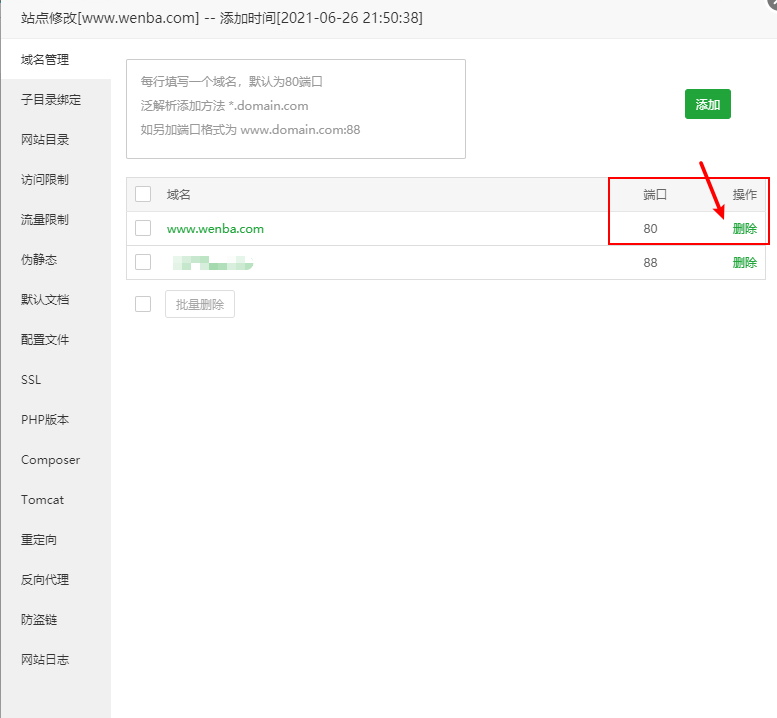 站点修改[www.wenba.com] -- 添加时间[2021-06-26 21:50:38]
域名管理
子目录绑定
网站目录
访问限制
流量限制
伪静态
默认文档
配置文件
SSL
PHP版本
Composer
Tomcat
重定向
反向代理
防盗链
网站日志
每行填写一个域名，默认为80端口
泛解析添加方法 *.domain.com
如另加端口格式为 www.domain.com:88
添加
域名 端口 操作
www.wenba.com 80 删除
88 删除
批量删除